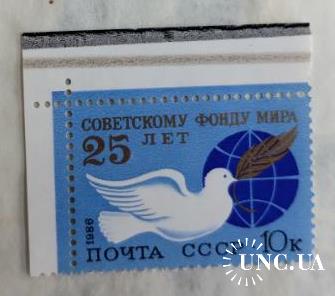 СОВЕТСКОМУ ФОНДУ МИРА
25 ЛЕТ
1986
ПОЧТА СССР 10к
UNC.UA